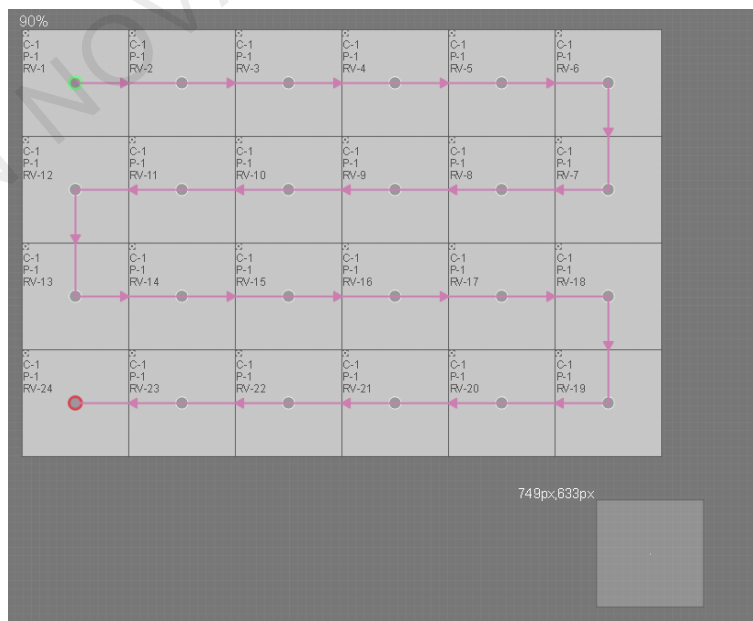 90%
C-1
P-1
RV-1
C-1
P-1
RV-2
C-1
P-1
RV-3
C-1
P-1
RV-4
C-1
P-1
RV-5
C-1
P-1
RV-6
C-1
P-1
RV-12
C-1
P-1
RV-11
C-1
P-1
RV-10
C-1
P-1
RV-9
C-1
P-1
RV-8
C-1
P-1
RV-7
C-1
P-1
RV-13
C-1
P-1
RV-14
C-1
P-1
RV-15
C-1
P-1
RV-16
C-1
P-1
RV-17
C-1
P-1
RV-18
C-1
P-1
RV-24
C-1
P-1
RV-23
C-1
P-1
RV-22
C-1
P-1
RV-21
C-1
P-1
RV-20
C-1
P-1
RV-19
749px,633px